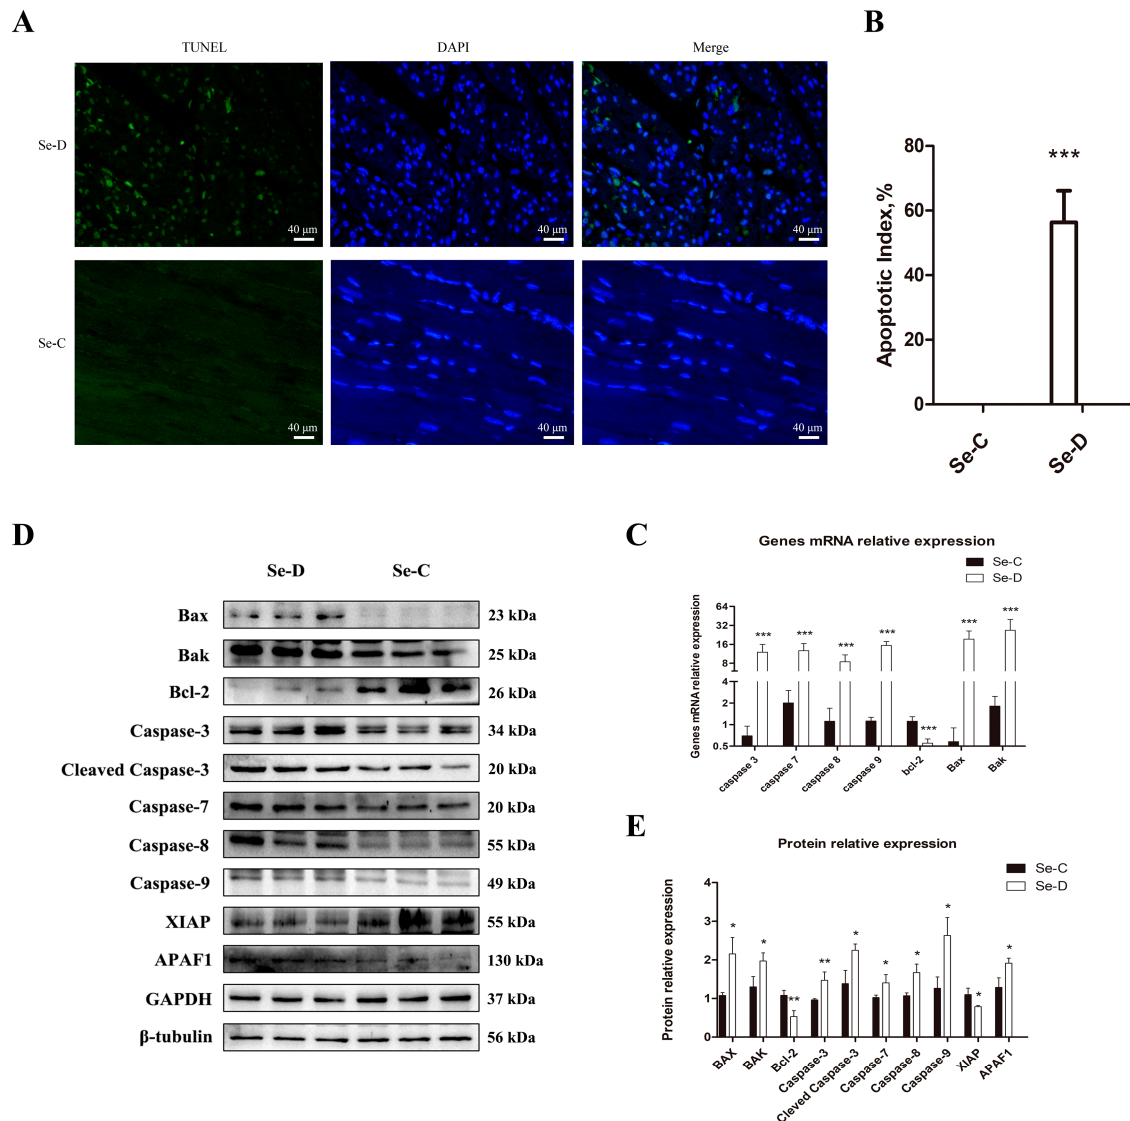 A
TUNEL
DAPI
Merge
Se-D
40 μm
40 μm
40 μm
Se-C
40 μm
40 μm
40 μm
B
Apoptotic Index,%
80
60
40
20
0
***
Se-C
Se-D
D
Se-D
Se-C
Bax
23 kDa
Bak
25 kDa
Bcl-2
26 kDa
Caspase-3
34 kDa
Cleaved Caspase-3
20 kDa
Caspase-7
20 kDa
Caspase-8
55 kDa
Caspase-9
49 kDa
XIAP
55 kDa
APAF1
130 kDa
GAPDH
37 kDa
β-tubulin
56 kDa
C
Genes mRNA relative expression
Se-C
Se-D
Genes mRNA relative expression
64
32
16
8
4
2
1
0.5
***
***
***
***
***
***
***
caspase 3
caspase 7
caspase 8
caspase 9
bcl-2
Bax
Bak
E
Protein relative expression
Se-C
Se-D
Protein relative expression
4
3
2
1
0
*
*
**
**
*
*
*
*
*
*
BAX
BAK
Bcl-2
Caspase-3
Cleved Caspase-3
Caspase-7
Caspase-8
Caspase-9
XIAP
APAF1